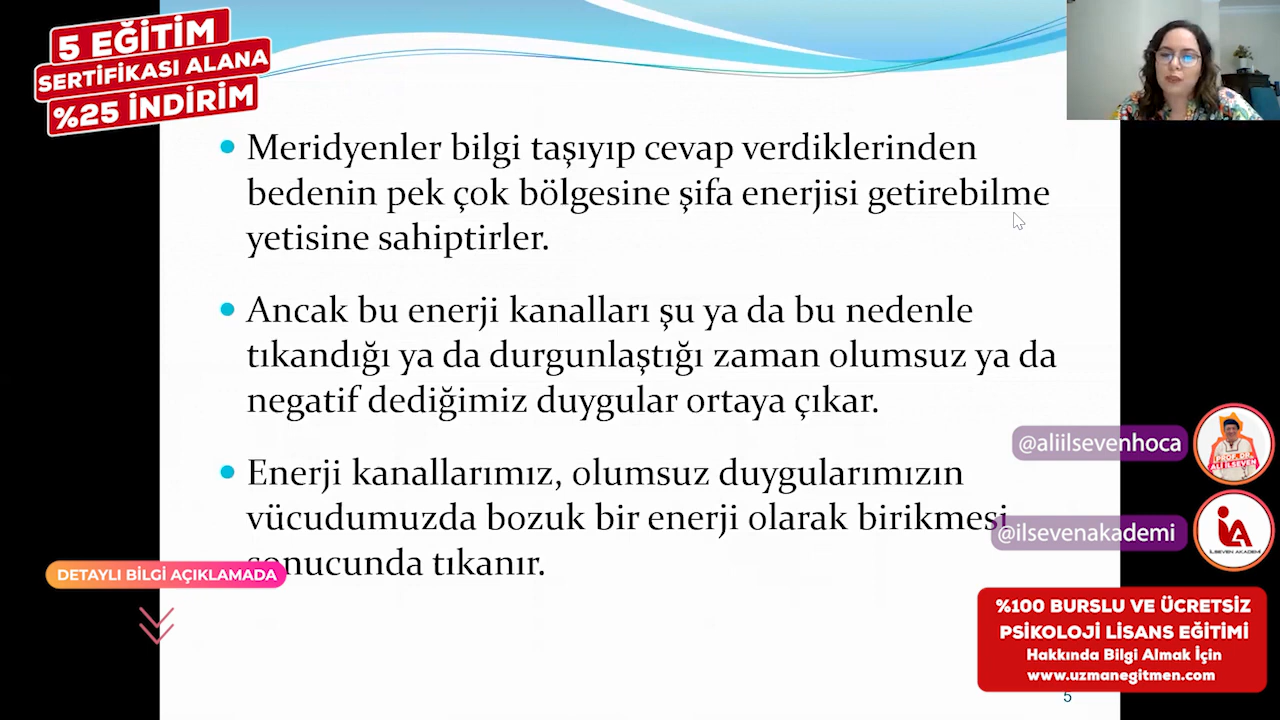 5 EĞİTİM
SERTİFİKASI ALANA
%25 İNDİRİM
• Meridyenler bilgi taşıyıp cevap verdiklerinden
bedenin pek çok bölgesine şifa enerjisi getirebilme
yetisine sahiptirler.
• Ancak bu enerji kanalları şu ya da bu nedenle
tıkandığı ya da durgunlaştığı zaman olumsuz ya da
negatif dediğimiz duygular ortaya çıkar.
@aliilsevenhoca
ALİ İLSEVEN
• Enerji kanallarımız, olumsuz duygularımızın
vücudumuzda bozuk bir enerji olarak birikmesi
sonucunda tıkanır.
@ilsevenakademi
İLSEVEN AKADEMİ
DETAYLI BİLGİ AÇIKLAMADA
%100 BURSLU VE ÜCRETSİZ
PSİKOLOJİ LİSANS EĞİTİMİ
Hakkında Bilgi Almak İçin
www.uzmanegitmen.com
5